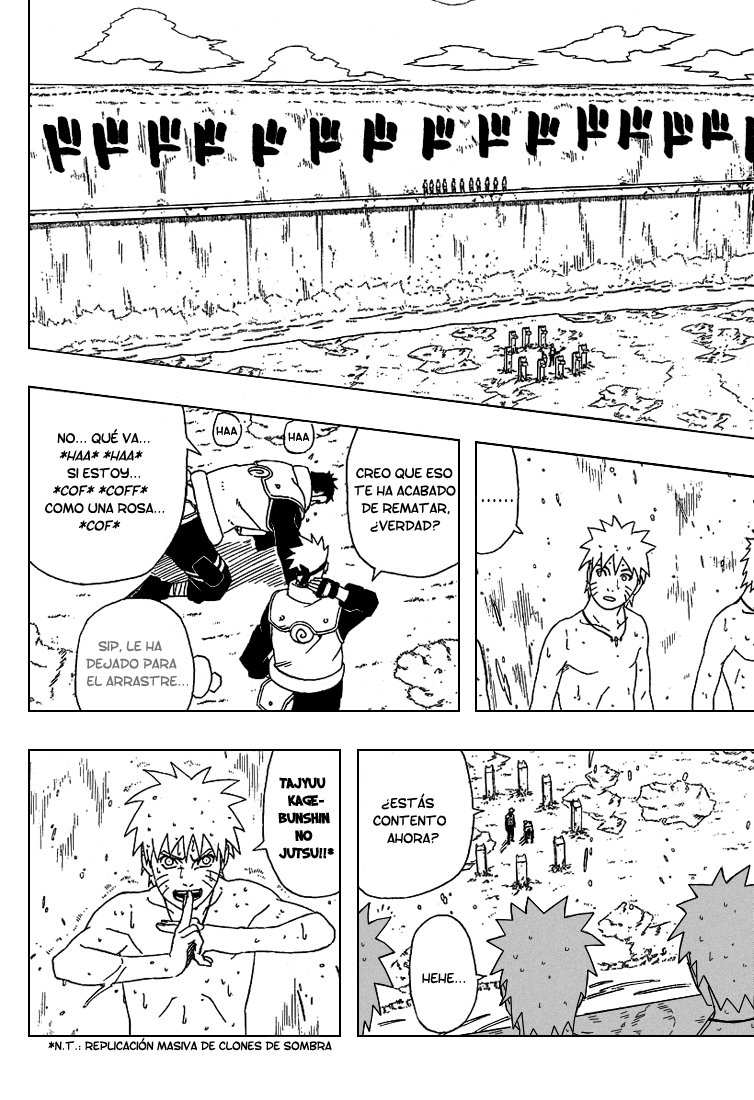 ドドドドドドドドドドドドドドド
......
CREO QUE ESO
TE HA ACABADO
DE REMATAR,
¿VERDAD?
HAA
HAA
NO... QUÉ VA...
*HAA* *HAA*
SI ESTOY...
*COF* *COFF*
COMO UNA ROSA...
*COF*
SIP, LE HA
DEJADO PARA
EL ARRASTRE...
¿ESTÁS
CONTENTO
AHORA?
HEHE...
TAJYUU
KAGE-
BUNSHIN
NO
JUTSU!!*
*N.T.: REPLICACIÓN MASIVA DE CLONES DE SOMBRA